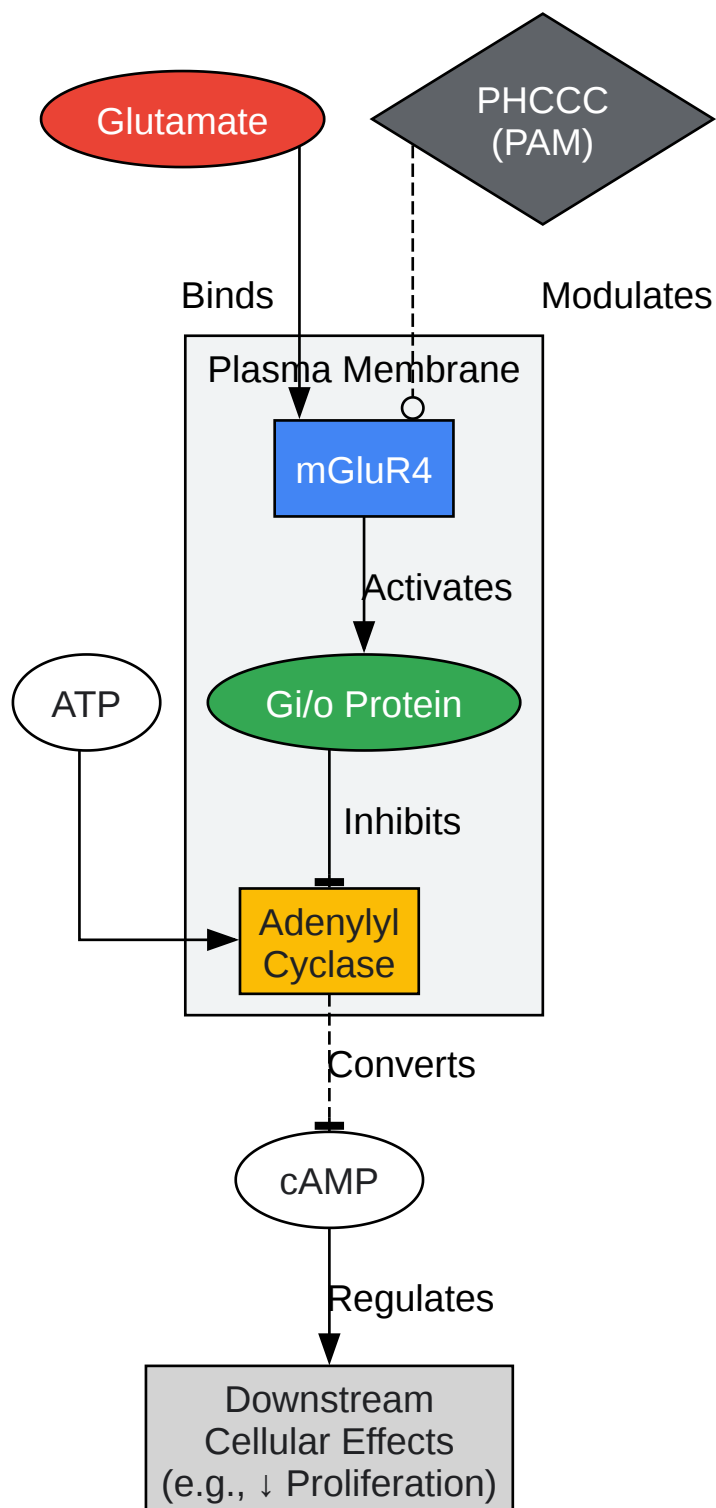 Glutamate
PHCCC
(PAM)
Binds
Modulates
Plasma Membrane
mGluR4
Activates
ATP
Gi/o Protein
Inhibits
Adenylyl
Cyclase
Converts
cAMP
Regulates
Downstream
Cellular Effects
(e.g., ↓ Proliferation)